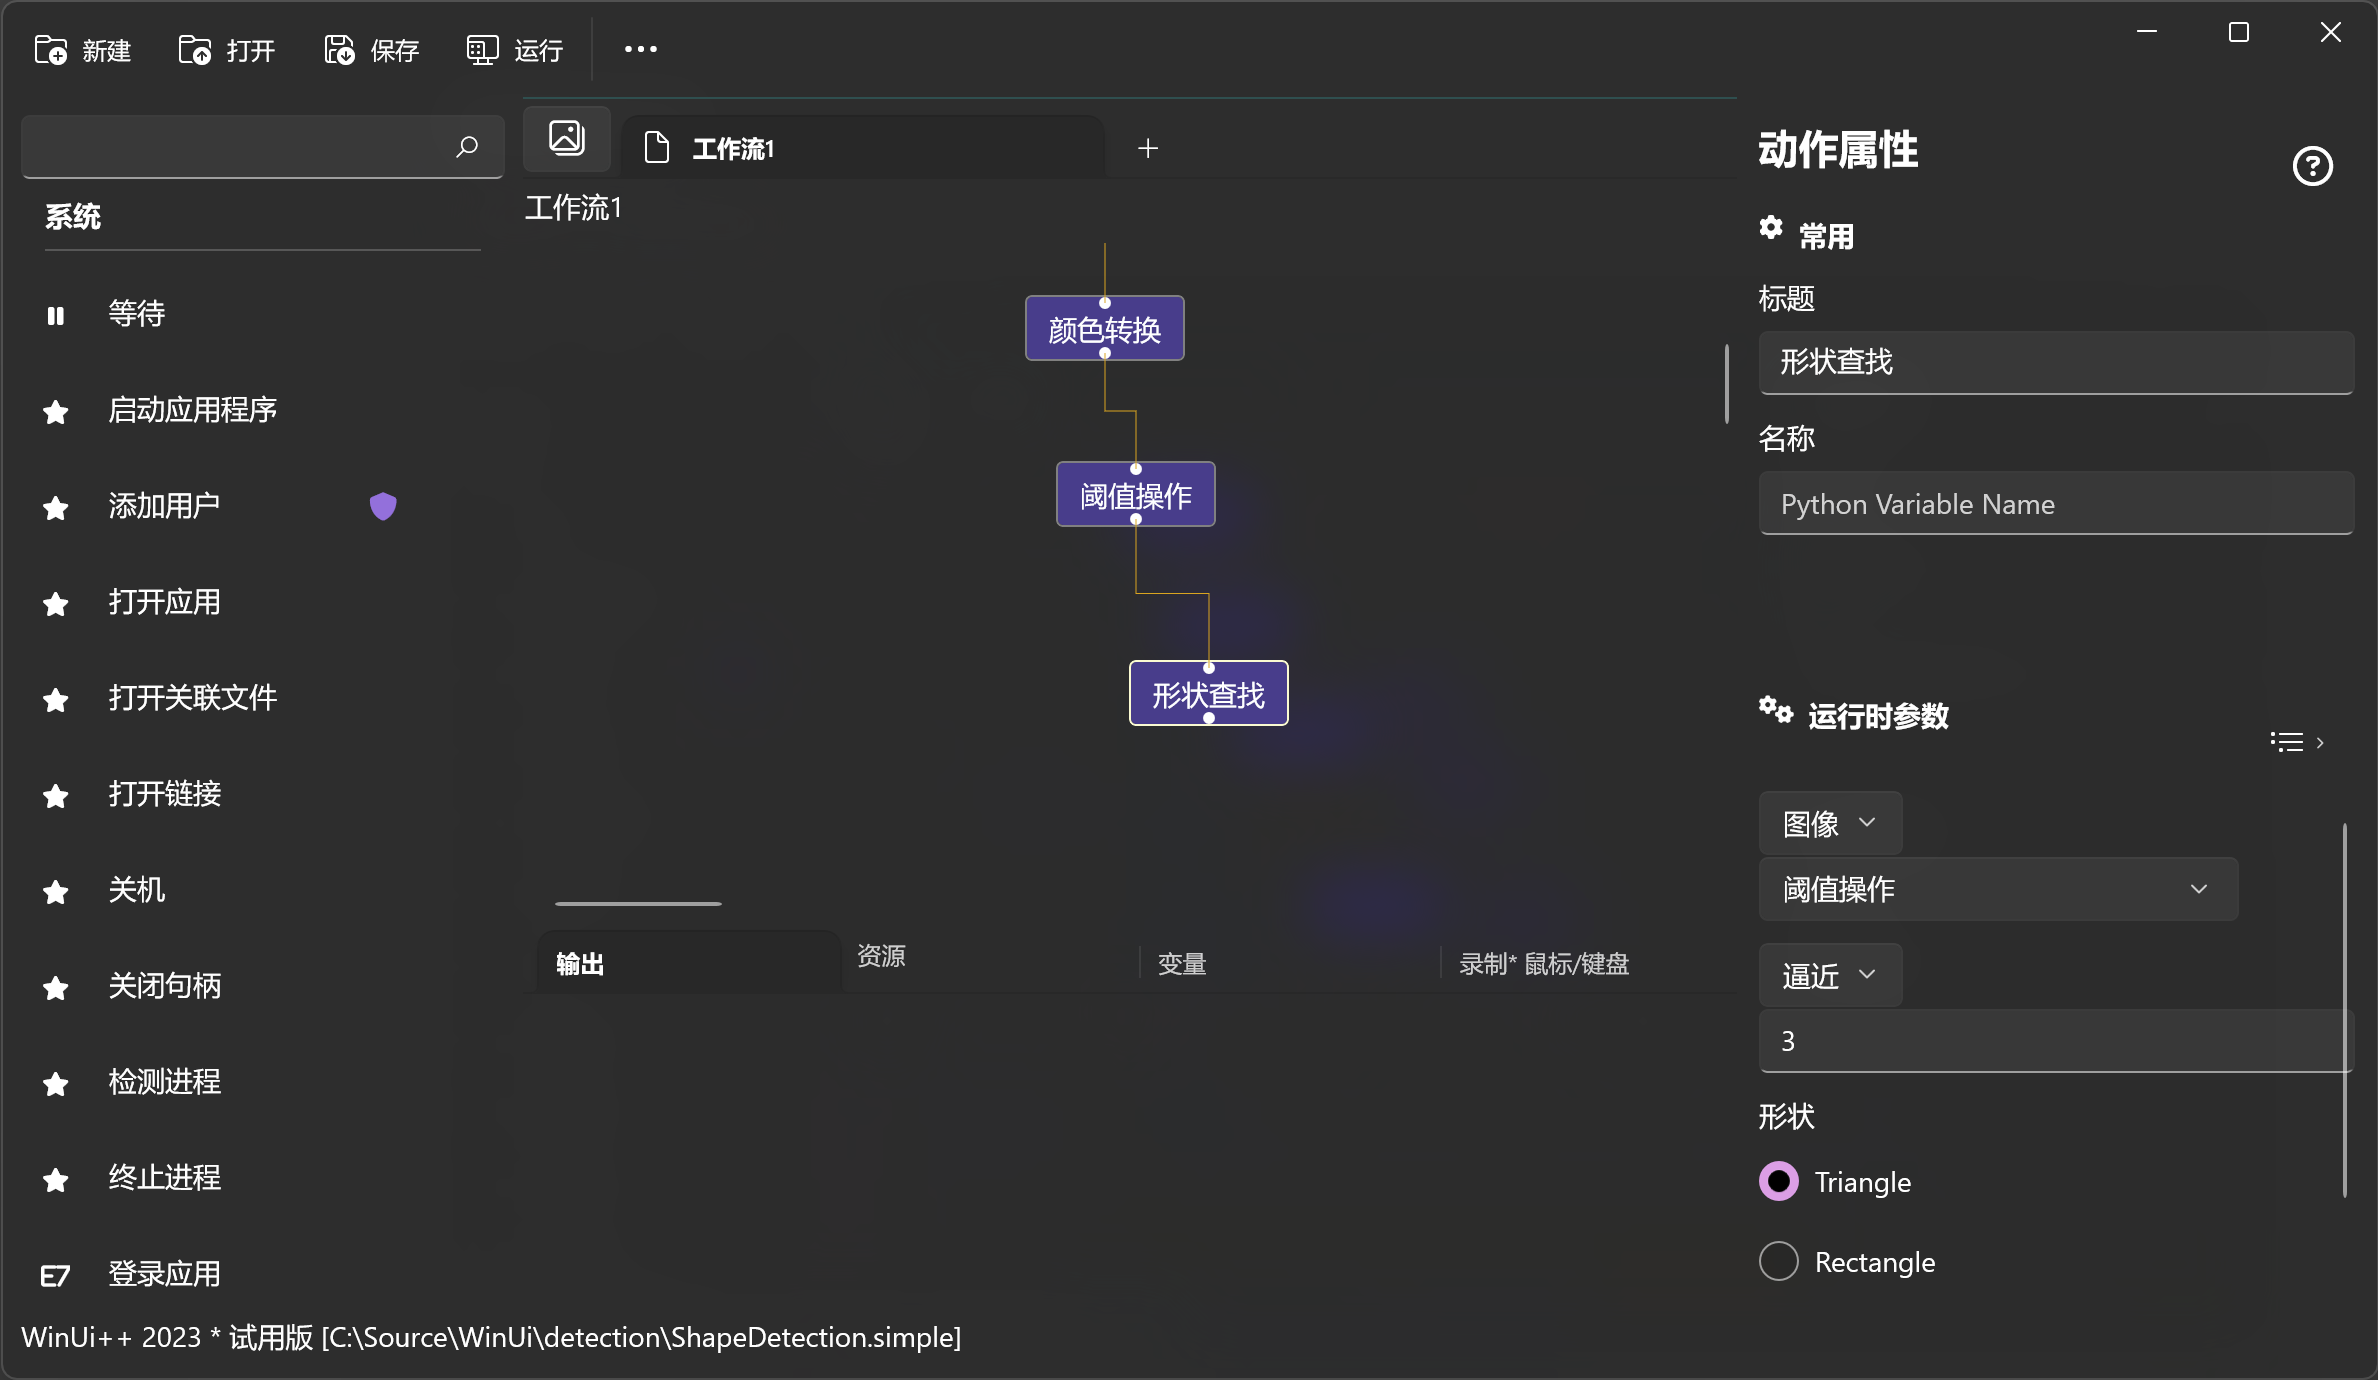 新建
打开
保存
运行
系统
等待
启动应用程序
添加用户
打开应用
打开关联文件
打开链接
关机
关闭句柄
检测进程
终止进程
登录应用
工作流1
工作流1
颜色转换
阈值操作
形状查找
输出
资源
变量
录制* 鼠标/键盘
动作属性
常用
标题
形状查找
名称
Python Variable Name
运行时参数
图像
阈值操作
逼近
3
形状
Triangle
Rectangle
WinUi++ 2023 * 试用版 [C:\Source\WinUi\detection\ShapeDetection.simple]